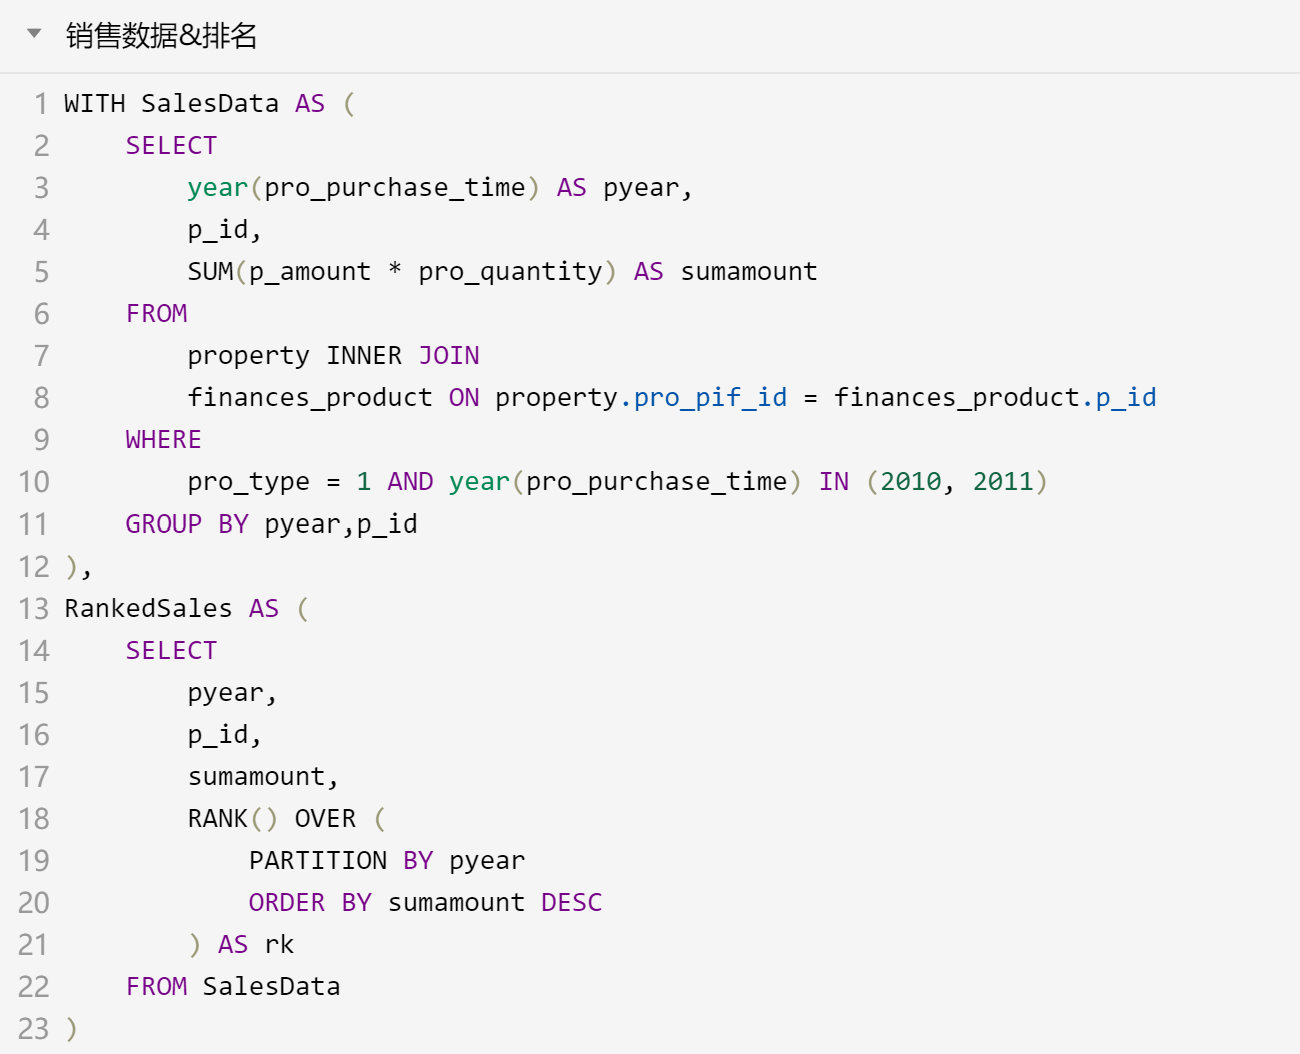 销售数据&排名
1 WITH SalesData AS (
2     SELECT
3         year(pro_purchase_time) AS pyear,
4         p_id,
5         SUM(p_amount * pro_quantity) AS sumamount
6     FROM
7         property INNER JOIN
8         finances_product ON property.pro_pif_id = finances_product.p_id
9     WHERE
10         pro_type = 1 AND year(pro_purchase_time) IN (2010, 2011)
11     GROUP BY pyear,p_id
12 ),
13 RankedSales AS (
14     SELECT
15         pyear,
16         p_id,
17         sumamount,
18         RANK() OVER (
19             PARTITION BY pyear
20             ORDER BY sumamount DESC
21         ) AS rk
22     FROM SalesData
23 )